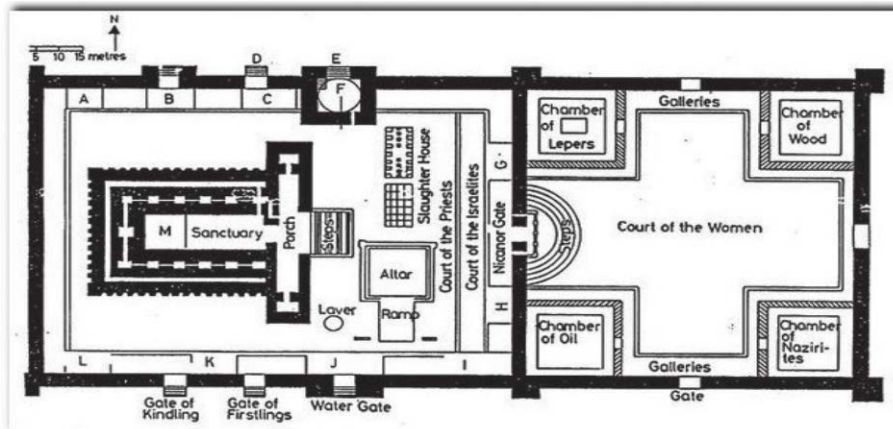 N
5 10 15 metres
D
E
F
A
B
C
Galleries
Chamber
of
Lepers
Chamber
of
Wood
Slaughter House
Court of the Priests
Court of the Israelites
G
Nicanor Gate
H
Steps
Court of the Women
M
Sanctuary
Porch
Steps
Altar
Laver
Ramp
Chamber
of Oil
Chamber
of Naziri-
tes
L
K
J
I
Galleries
Gate of
Kindling
Gate of
Firstlings
Water Gate
Gate